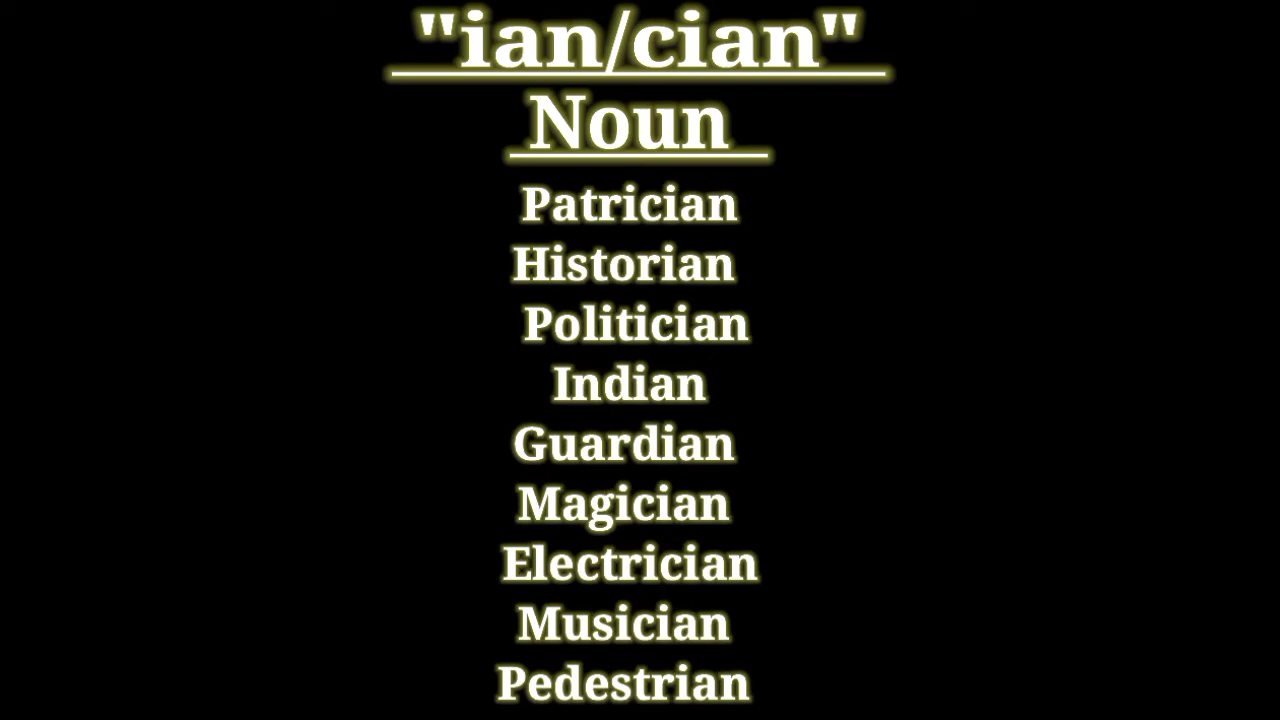 "ian/cian"
Noun
Patrician
Historian
Politician
Indian
Guardian
Magician
Electrician
Musician
Pedestrian